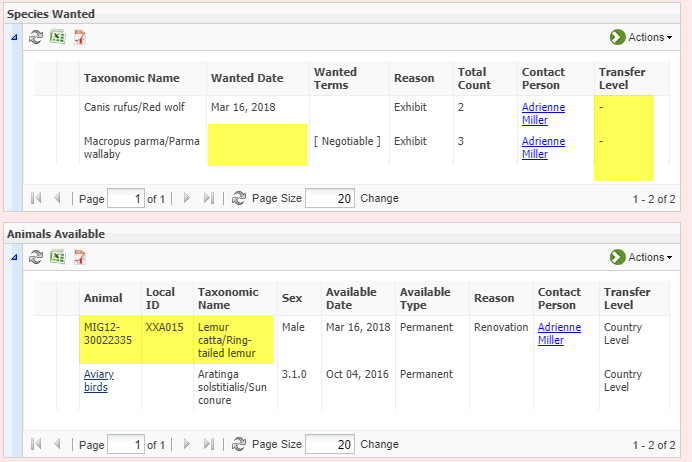 Species Wanted
Actions
Taxonomic Name Wanted Date Wanted Terms Reason Total Count Contact Person Transfer Level
Canis rufus/Red wolf Mar 16, 2018 Exhibit 2 Adrienne Miller -
Macropus parma/Parma wallaby [ Negotiable ] Exhibit 3 Adrienne Miller -
Page 1 of 1 Page Size 20 Change 1 - 2 of 2
Animals Available
Actions
Animal Local ID Taxonomic Name Sex Available Date Available Type Reason Contact Person Transfer Level
MIG12-30022335 XXA015 Lemur catta/Ring-tailed lemur Male Mar 16, 2018 Permanent Renovation Adrienne Miller Country Level
Aviary birds Aratinga solstitialis/Sun conure 3.1.0 Oct 04, 2016 Permanent Country Level
Page 1 of 1 Page Size 20 Change 1 - 2 of 2